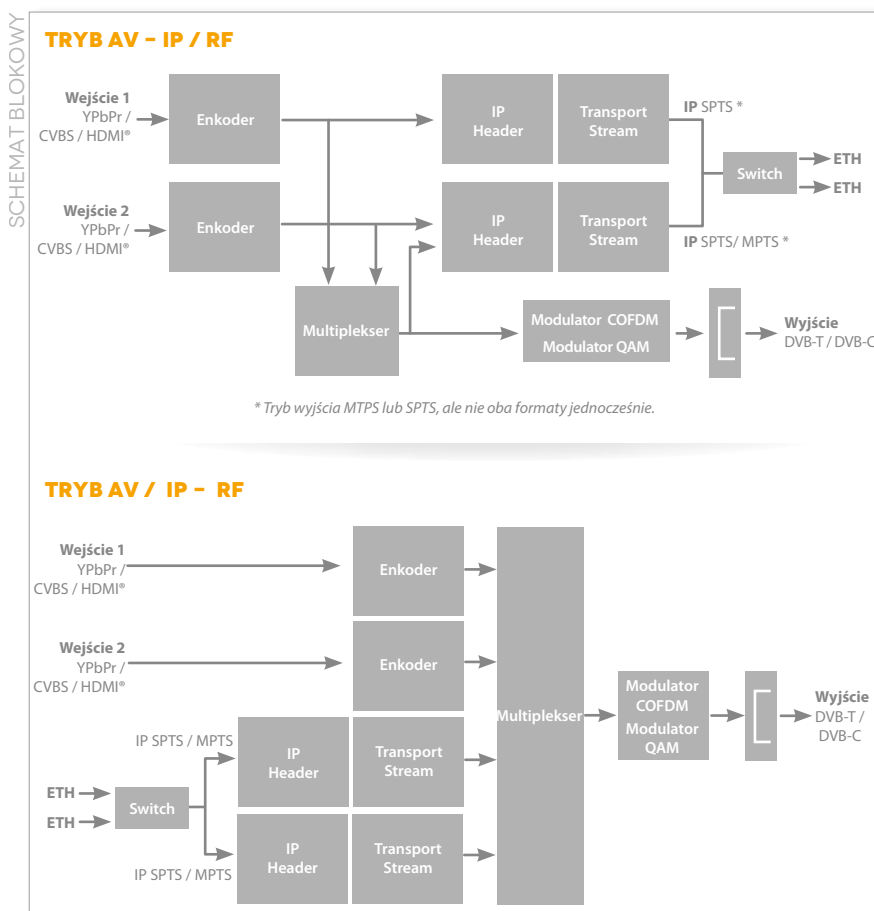 SCHEMAT BLOKOWY
TRYB AV – IP / RF
Wejście 1
YPbPr /
CVBS / HDMI®
Enkoder
IP
Header
Transport
Stream
IP SPTS *
Switch
ETH
ETH
Wejście 2
YPbPr /
CVBS / HDMI®
Enkoder
IP
Header
Transport
Stream
IP SPTS/ MPTS *
Multiplekser
Modulator COFDM
Modulator QAM
Wyjście
DVB-T / DVB-C
* Tryb wyjścia MTPS lub SPTS, ale nie oba formaty jednocześnie.
TRYB AV / IP – RF
Wejście 1
YPbPr /
CVBS / HDMI®
Enkoder
Wejście 2
YPbPr /
CVBS / HDMI®
Enkoder
Multiplekser
Modulator
COFDM
Modulator
QAM
Wyjście
DVB-T /
DVB-C
IP SPTS / MPTS
IP
Header
Transport
Stream
ETH
ETH
Switch
IP SPTS / MPTS
IP
Header
Transport
Stream